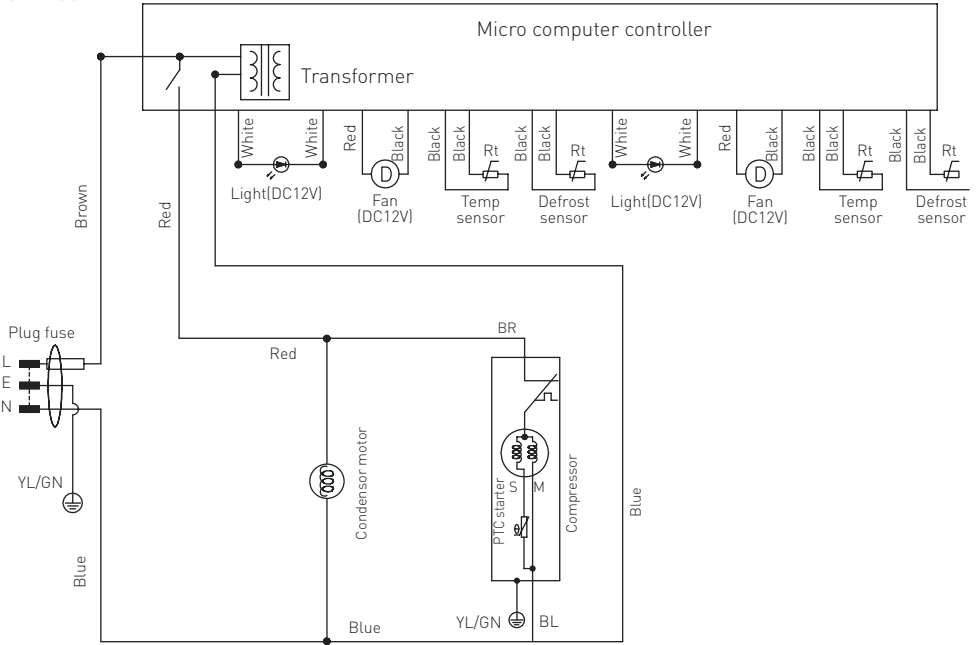 Micro computer controller
Transformer
White
White
Red
Black
Black
Black
Rt
Black
Black
Rt
White
White
Red
Black
Black
Black
Rt
Black
Black
Rt
D
D
Light(DC12V)
Fan
(DC12V)
Temp
sensor
Defrost
sensor
Light(DC12V)
Fan
(DC12V)
Temp
sensor
Defrost
sensor
Brown
Red
Plug fuse
L
E
N
Red
BR
YL/GN
Condensor motor
S
M
PTC starter
θ
Compressor
Blue
Blue
Blue
YL/GN
BL